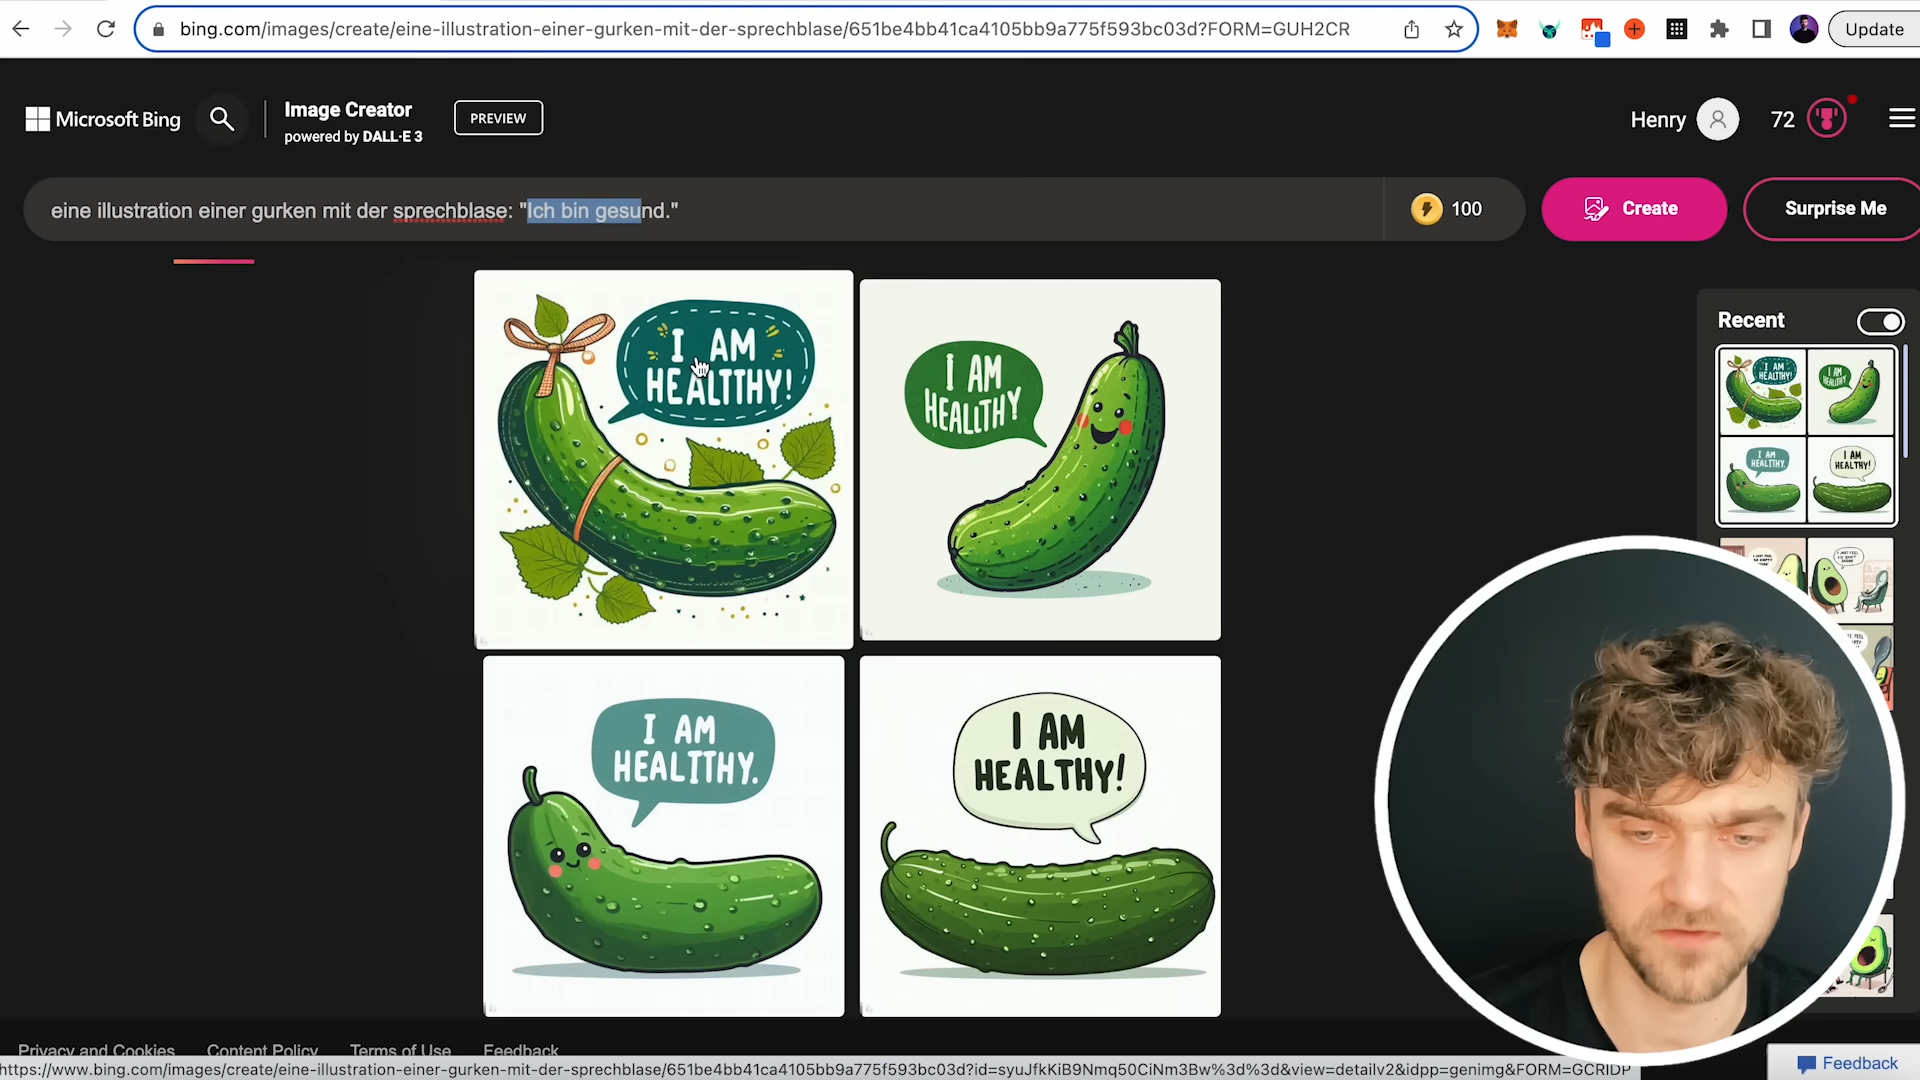 bing.com/images/create/eine-illustration-einer-gurken-mit-der-sprechblase/651be4bb41ca4105bb9a775f593bc03d?FORM=GUH2CR
Update
Microsoft Bing
Image Creator
powered by DALL·E 3
PREVIEW
Henry
72
eine illustration einer gurken mit der sprechblase: "Ich bin gesund."
100
Create
Surprise Me
Recent
I AM
HEALTTHY!
I AM
HEALLTHY
I AM
HEALTTHY.
I AM
HEALTHY!
Privacy and Cookies
Content Policy
Terms of Use
Feedback
https://www.bing.com/images/create/eine-illustration-einer-gurken-mit-der-sprechblase/651be4bb41ca4105bb9a775f593bc03d?id=syuJfkKiB9Nmq50CiNm3Bw%3d%3d&view=detailv2&idpp=genimg&FORM=GCRIDP
Feedback